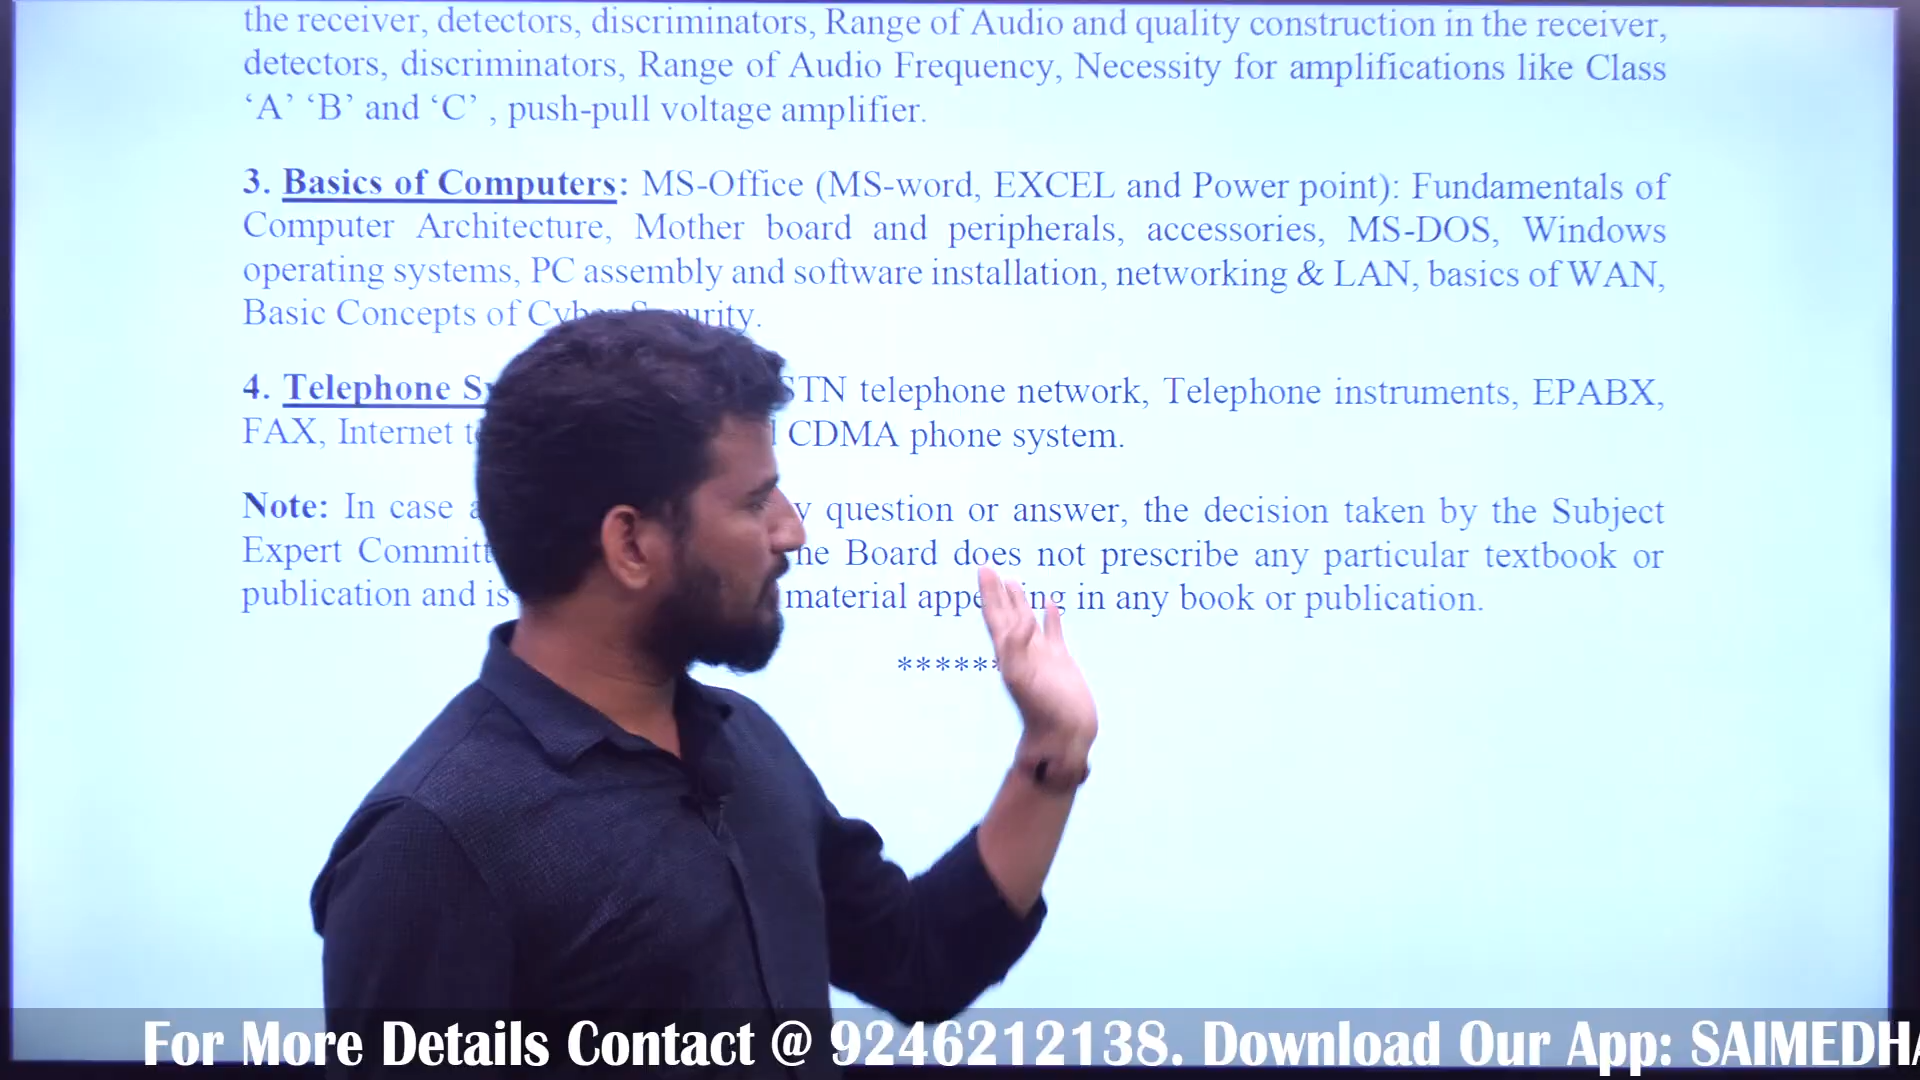 the receiver, detectors, discriminators, Range of Audio and quality construction in the receiver,
detectors, discriminators, Range of Audio Frequency, Necessity for amplifications like Class
‘A’ ‘B’ and ‘C’ , push-pull voltage amplifier.
3. Basics of Computers: MS-Office (MS-word, EXCEL and Power point): Fundamentals of
Computer Architecture, Mother board and peripherals, accessories, MS-DOS, Windows
operating systems, PC assembly and software installation, networking & LAN, basics of WAN,
Basic Concepts of Cyber Security.
4. Telephone STN telephone network, Telephone instruments, EPABX,
FAX, Internet CDMA phone system.
Note: In case question or answer, the decision taken by the Subject
Expert Board does not prescribe any particular textbook or
publication and is material appearing in any book or publication.
******
For More Details Contact @ 9246212138. Download Our App: SAIMEDHA